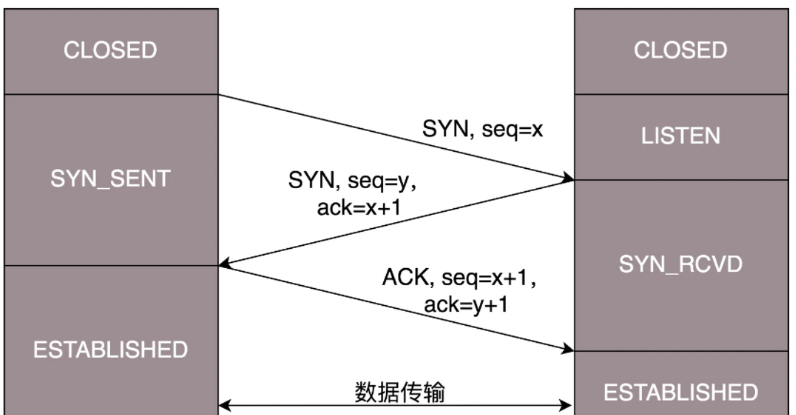 CLOSED
CLOSED
SYN, seq=x
LISTEN
SYN_SENT
SYN, seq=y,
ack=x+1
SYN_RCVD
ACK, seq=x+1,
ack=y+1
ESTABLISHED
数据传输
ESTABLISHED